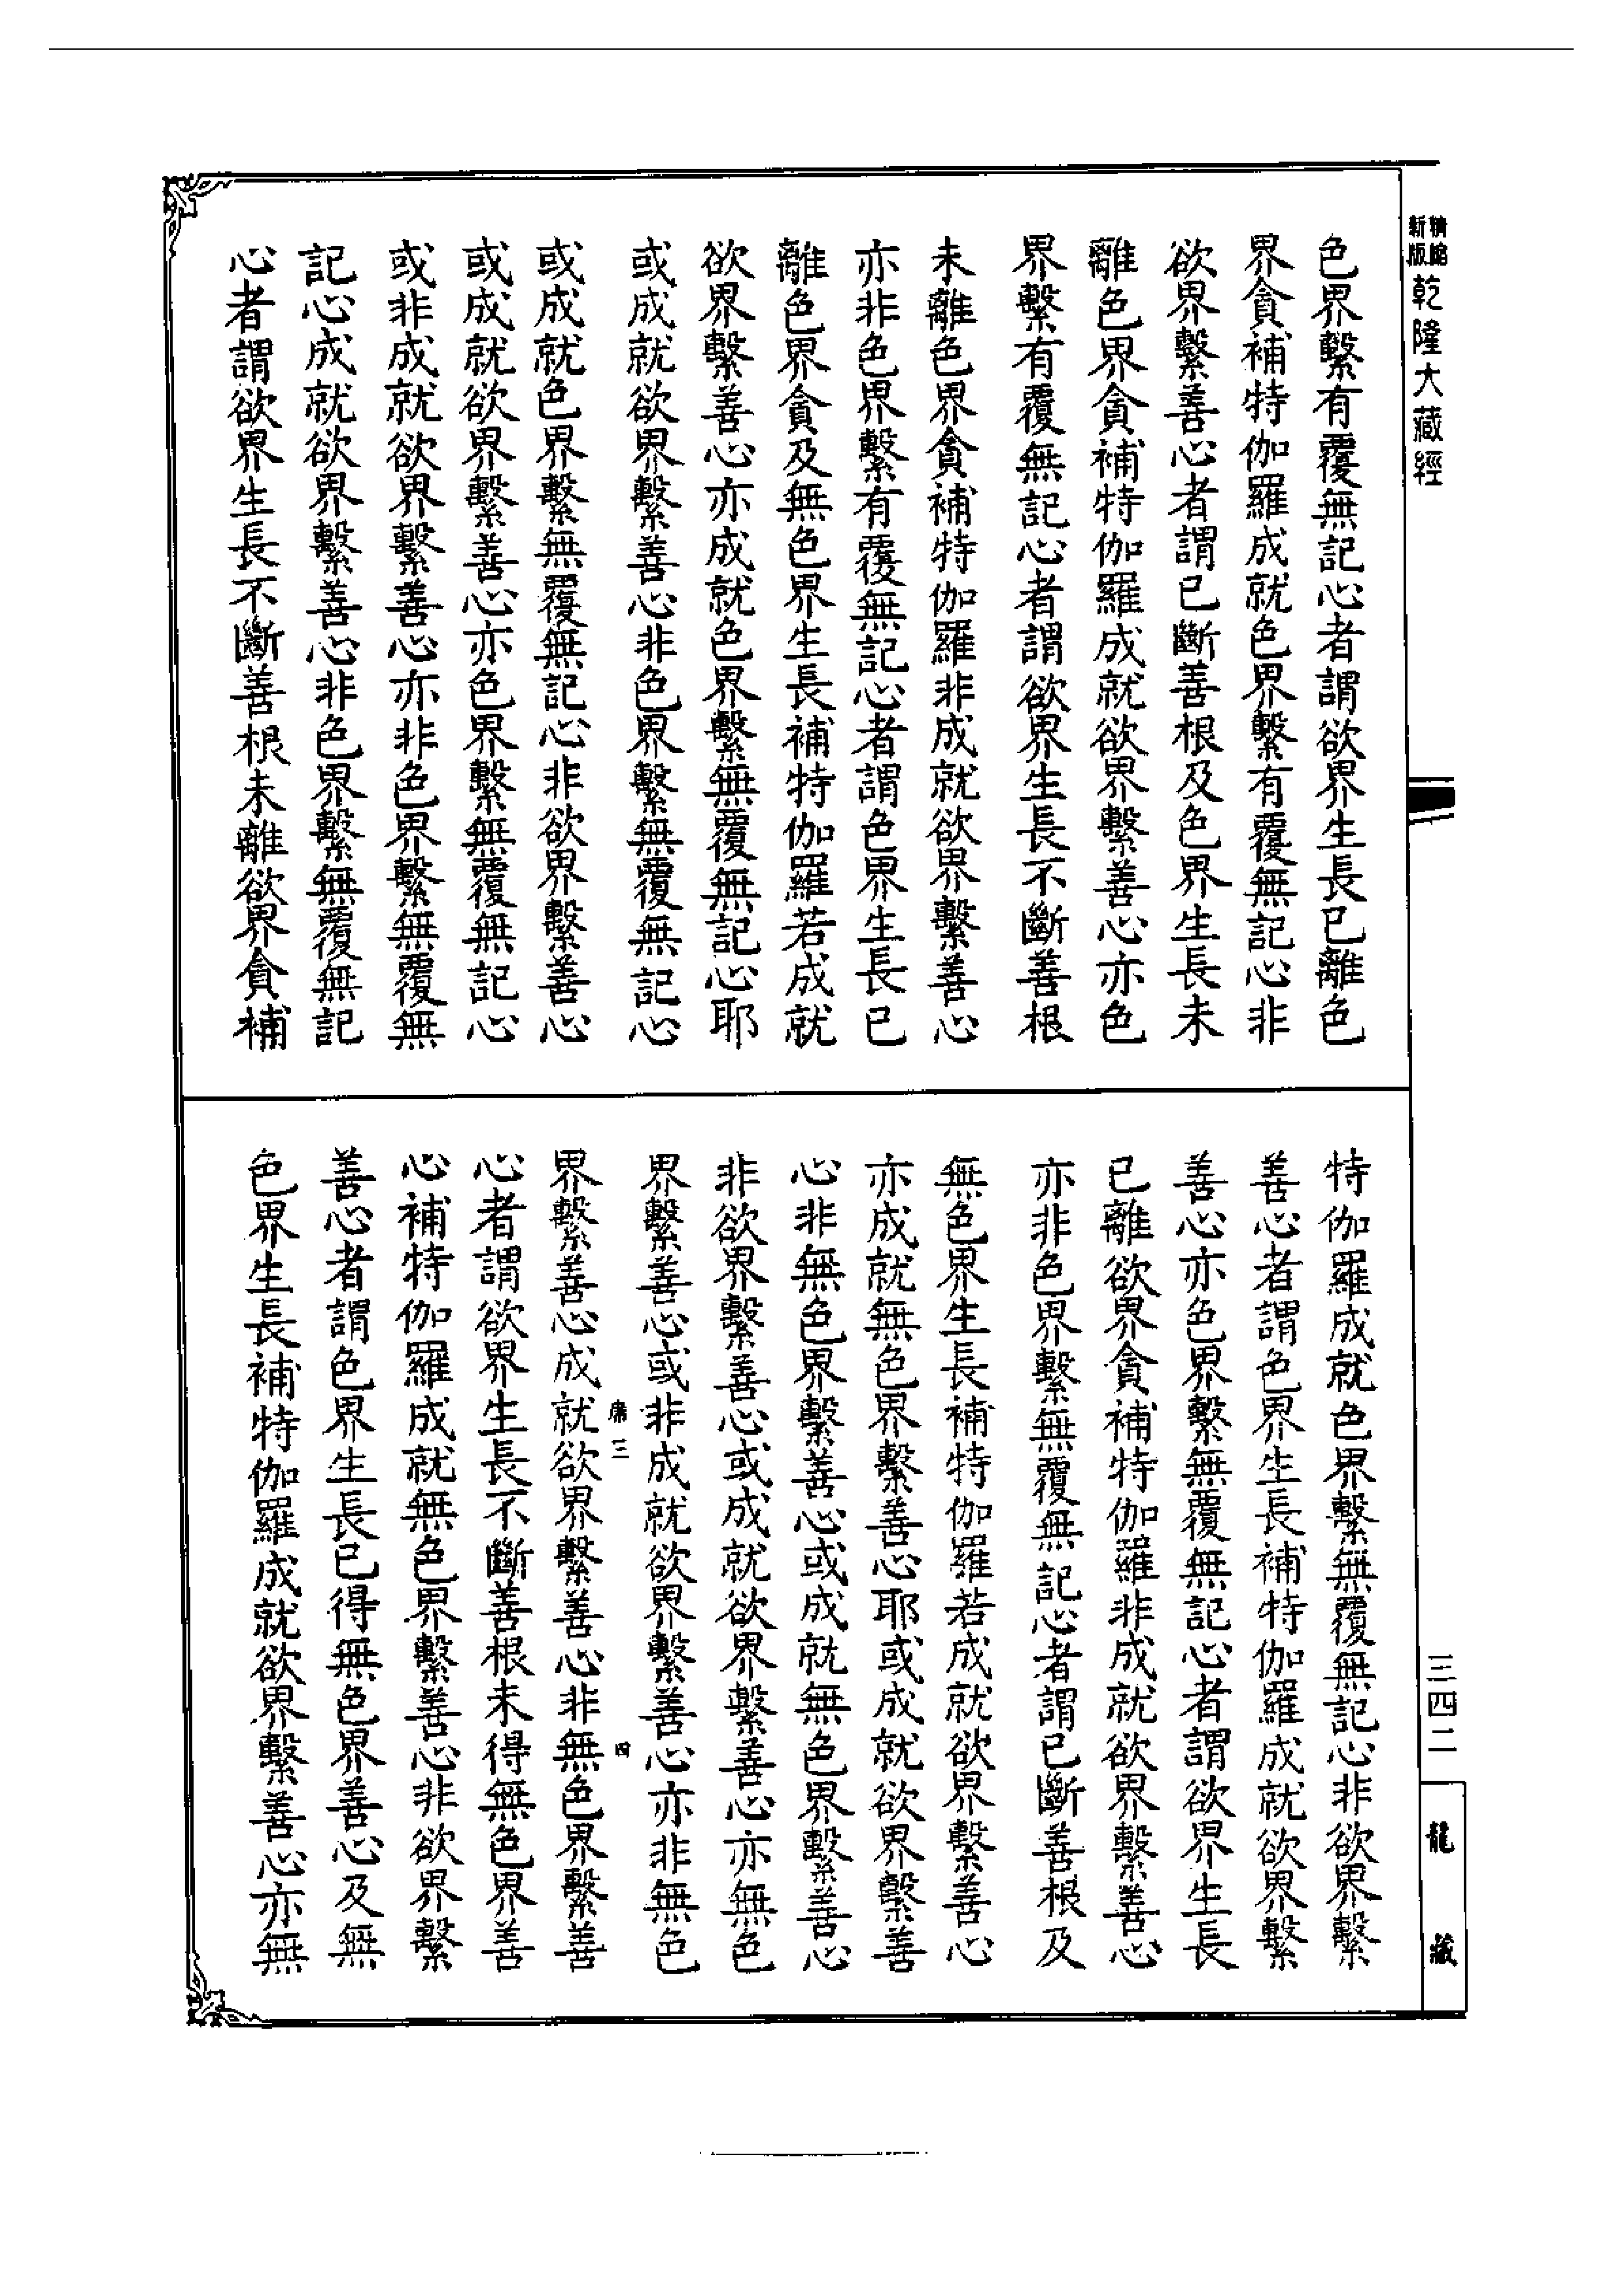 新版精縮
乾隆大藏經
色界繫有覆無記心者謂欲界生長已離色
界貪補特伽羅成就色界繫有覆無記心非
欲界繫善心者謂已斷善根及色界生長未
離色界貪補特伽羅成就欲界繫善心亦色
界繫有覆無記心者謂欲界生長不斷善根
未離色界貪補特伽羅非成就欲界繫善心
亦非色界繫有覆無記心者謂色界生長已
離色界貪及無色界生長補特伽羅若成就
欲界繫善心亦成就色界繫無覆無記心耶
或成就欲界繫善心非色界繫無覆無記心
或成就色界繫無覆無記心非欲界繫善心
或成就欲界繫善心亦色界繫無覆無記心
或非成就欲界繫善心亦非色界繫無覆無
記心成就欲界繫善心非色界繫無覆無記
心者謂欲界生長不斷善根未離欲界貪補
特伽羅成就色界繫無覆無記心非欲界繫
善心者謂色界生長補特伽羅成就欲界繫
善心亦色界繫無覆無記心者謂欲界生長
已離欲界貪補特伽羅非成就欲界繫善心
亦非色界繫無覆無記心者謂已斷善根及
無色界生長補特伽羅若成就欲界繫善心
亦成就無色界繫善心耶或成就欲界繫善
心非無色界繫善心或成就無色界繫善心
非欲界繫善心或成就欲界繫善心亦無色
界繫善心或非成就欲界繫善心亦非無色
席三 四
界繫善心成就欲界繫善心非無色界繫善
心者謂欲界生長不斷善根未得無色界善
心補特伽羅成就無色界繫善心非欲界繫
善心者謂色界生長已得無色界善心及無
色界生長補特伽羅成就欲界繫善心亦無
三四二
龍藏